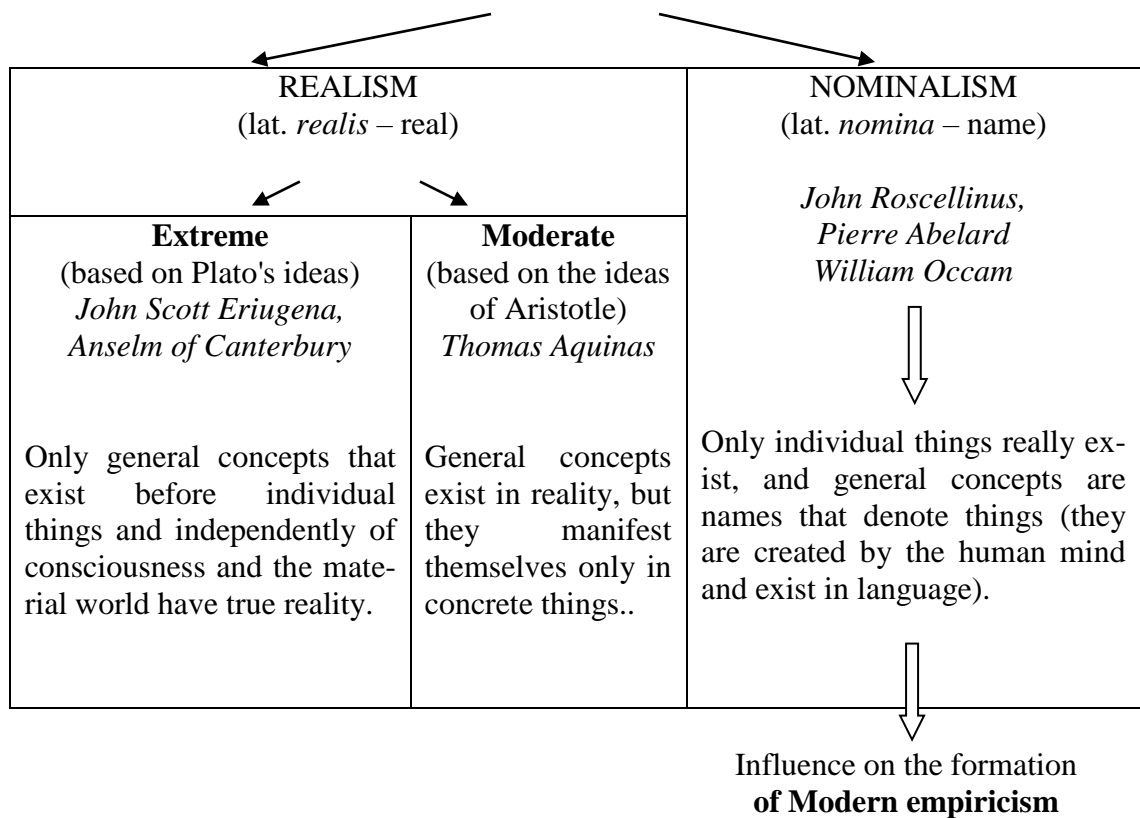 REALISM
(lat. realis – real)
NOMINALISM
(lat. nomina – name)
John Roscellinus,
Pierre Abelard
William Occam
Extreme
(based on Plato's ideas)
John Scott Eriugena,
Anselm of Canterbury
Only general concepts that
exist before individual
things and independently of
consciousness and the mate-
rial world have true reality.
Moderate
(based on the ideas
of Aristotle)
Thomas Aquinas
General concepts
exist in reality, but
they manifest
themselves only in
concrete things..
Only individual things really ex-
ist, and general concepts are
names that denote things (they
are created by the human mind
and exist in language).
Influence on the formation
of Modern empiricism